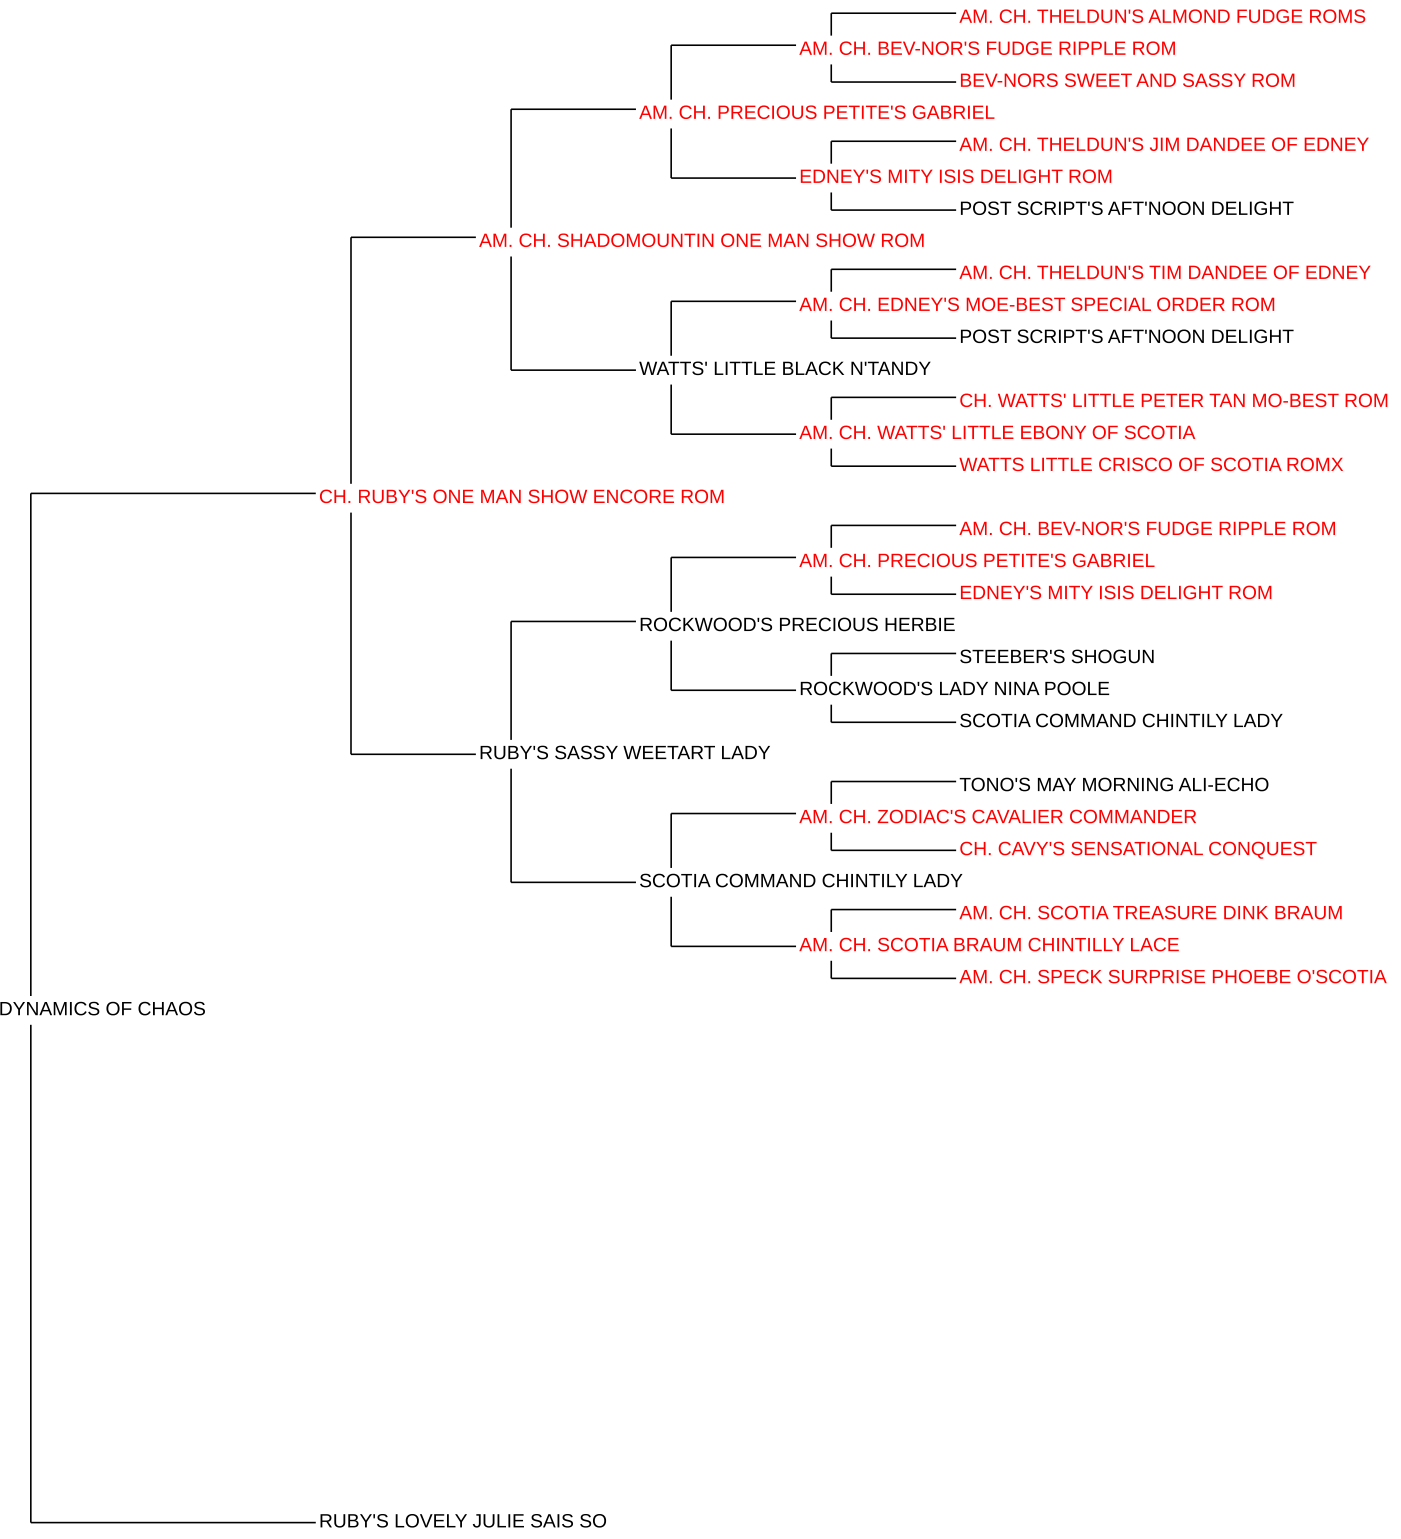 AM. CH. THELDUN'S ALMOND FUDGE ROMS
AM. CH. BEV-NOR'S FUDGE RIPPLE ROM
BEV-NORS SWEET AND SASSY ROM
AM. CH. PRECIOUS PETITE'S GABRIEL
AM. CH. THELDUN'S JIM DANDEE OF EDNEY
EDNEY'S MITY ISIS DELIGHT ROM
POST SCRIPT'S AFT'NOON DELIGHT
AM. CH. SHADOMOUNTIN ONE MAN SHOW ROM
AM. CH. THELDUN'S TIM DANDEE OF EDNEY
AM. CH. EDNEY'S MOE-BEST SPECIAL ORDER ROM
POST SCRIPT'S AFT'NOON DELIGHT
WATTS' LITTLE BLACK N'TANDY
CH. WATTS' LITTLE PETER TAN MO-BEST ROM
AM. CH. WATTS' LITTLE EBONY OF SCOTIA
WATTS LITTLE CRISCO OF SCOTIA ROMX
CH. RUBY'S ONE MAN SHOW ENCORE ROM
AM. CH. BEV-NOR'S FUDGE RIPPLE ROM
AM. CH. PRECIOUS PETITE'S GABRIEL
EDNEY'S MITY ISIS DELIGHT ROM
ROCKWOOD'S PRECIOUS HERBIE
STEEBER'S SHOGUN
ROCKWOOD'S LADY NINA POOLE
SCOTIA COMMAND CHINTILY LADY
RUBY'S SASSY WEETART LADY
TONO'S MAY MORNING ALI-ECHO
AM. CH. ZODIAC'S CAVALIER COMMANDER
CH. CAVY'S SENSATIONAL CONQUEST
SCOTIA COMMAND CHINTILY LADY
AM. CH. SCOTIA TREASURE DINK BRAUM
AM. CH. SCOTIA BRAUM CHINTILLY LACE
AM. CH. SPECK SURPRISE PHOEBE O'SCOTIA
DYNAMICS OF CHAOS
RUBY'S LOVELY JULIE SAIS SO